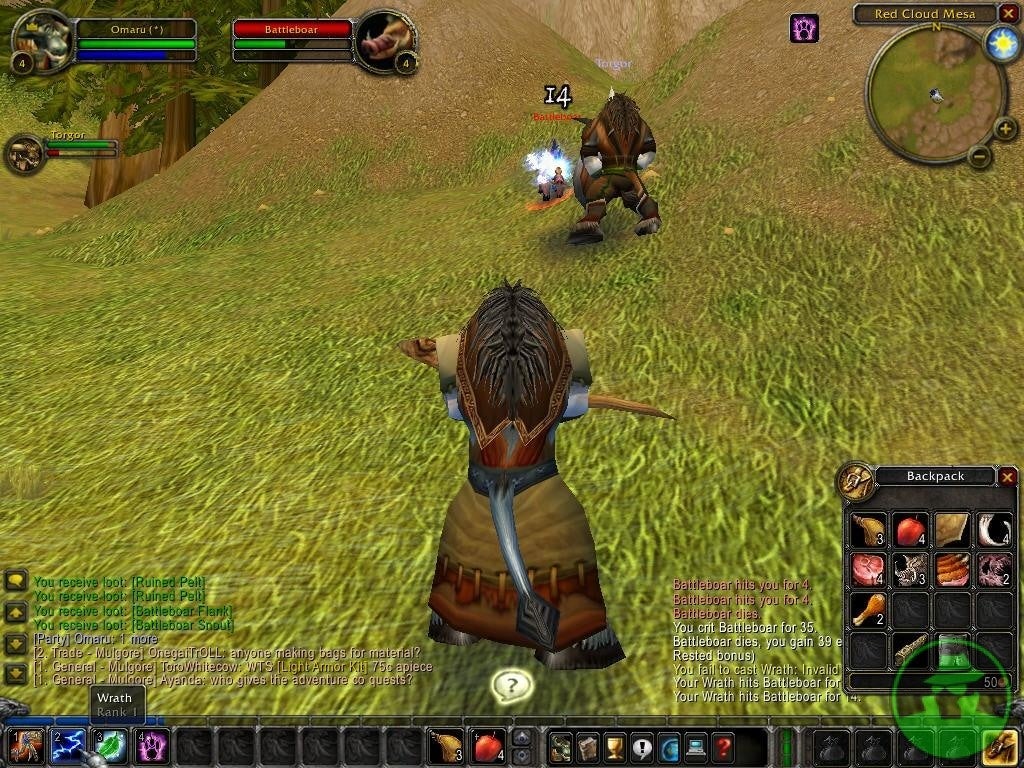 Omaru (*)
4
Battleboar
4
Red Cloud Mesa
N
Torgor
Torgor
14
Battleboar
Backpack
3 4 4
4 3 2
2
50
You receive loot: [Ruined Pelt]
You receive loot: [Ruined Pelt]
You receive loot: [Battleboar Flank]
You receive loot: [Battleboar Snout]
[Party] Omaru: 1 more
[2. Trade - Mulgore] OnegaiTrOLL: anyone making bags for material?
[1. General - Mulgore] ToroWhitecow: WTS [Light Armor Kit] 75c apiece
[1. General - Mulgore] Ayanda: who gives the adventure co quests?
Battleboar hits you for 4.
Battleboar hits you for 4.
Battleboar dies.
You crit Battleboar for 35.
Battleboar dies, you gain 39 e
Rested bonus)
You fail to cast Wrath: Invalid
Your Wrath hits Battleboar for
Your Wrath hits Battleboar for 14.
Wrath
Rank 1
?
1 2 3 4 3 4 ! ?